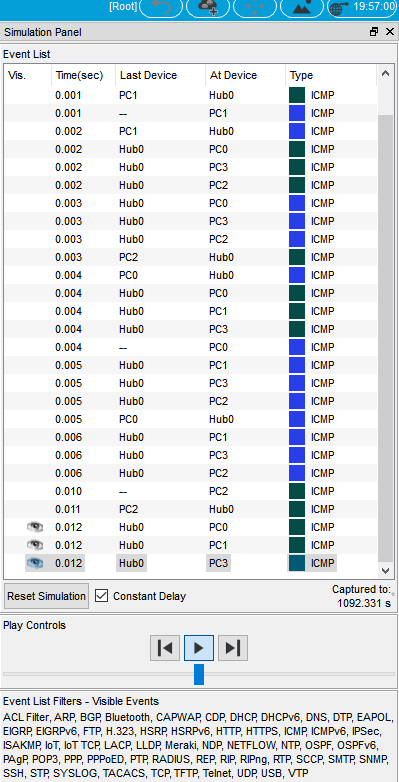 [Root] 19:57:00
Simulation Panel
Event List
Vis. Time(sec) Last Device At Device Type
0.001 PC1 Hub0 ICMP
0.001 -- PC1 ICMP
0.002 PC1 Hub0 ICMP
0.002 Hub0 PC0 ICMP
0.002 Hub0 PC3 ICMP
0.002 Hub0 PC2 ICMP
0.003 Hub0 PC0 ICMP
0.003 Hub0 PC3 ICMP
0.003 Hub0 PC2 ICMP
0.003 PC2 Hub0 ICMP
0.004 PC0 Hub0 ICMP
0.004 Hub0 PC0 ICMP
0.004 Hub0 PC1 ICMP
0.004 Hub0 PC3 ICMP
0.004 -- PC0 ICMP
0.005 Hub0 PC1 ICMP
0.005 Hub0 PC3 ICMP
0.005 Hub0 PC2 ICMP
0.005 PC0 Hub0 ICMP
0.006 Hub0 PC1 ICMP
0.006 Hub0 PC3 ICMP
0.006 Hub0 PC2 ICMP
0.010 -- PC2 ICMP
0.011 PC2 Hub0 ICMP
0.012 Hub0 PC0 ICMP
0.012 Hub0 PC1 ICMP
0.012 Hub0 PC3 ICMP
Reset Simulation Constant Delay Captured to:
1092.331 s
Play Controls
Event List Filters - Visible Events
ACL Filter, ARP, BGP, Bluetooth, CAPWAP, CDP, DHCP, DHCPv6, DNS, DTP, EAPOL,
EIGRP, EIGRPv6, FTP, H.323, HSRP, HSRPv6, HTTP, HTTPS, ICMP, ICMPv6, IPSec,
ISAKMP, IoT, IoT TCP, LACP, LLDP, Meraki, NDP, NETFLOW, NTP, OSPF, OSPFv6,
PAgP, POP3, PPP, PPPoED, PTP, RADIUS, REP, RIP, RIPng, RTP, SCCP, SMTP, SNMP,
SSH, STP, SYSLOG, TACACS, TCP, TFTP, Telnet, UDP, USB, VTP